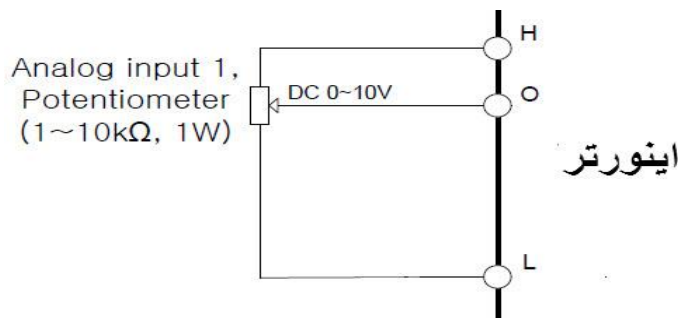 H
Analog input 1,
Potentiometer
(1~10kΩ, 1W)
DC 0~10V
O
اینورتر
L